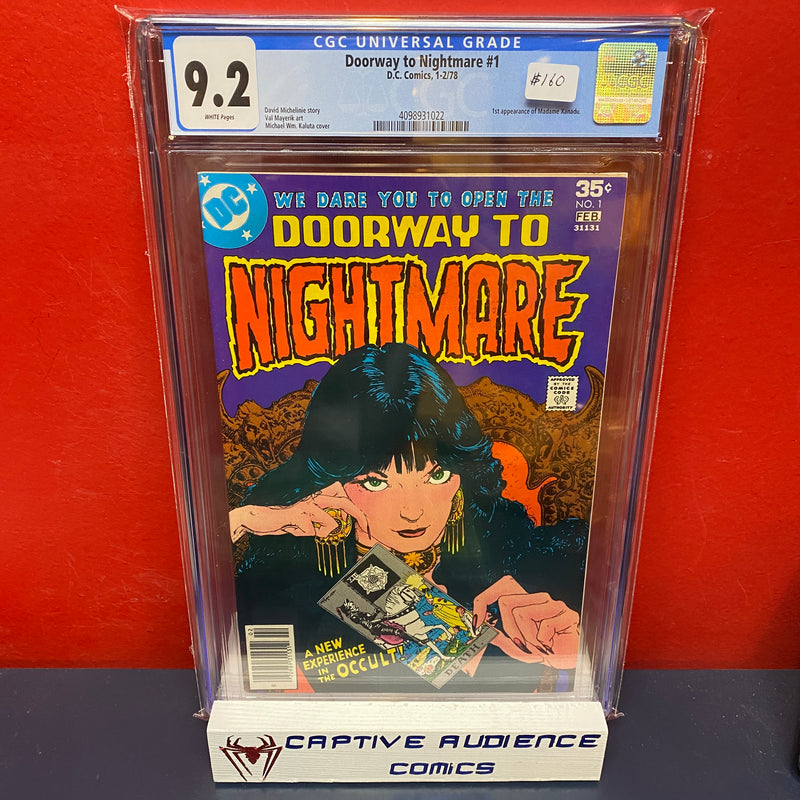 CGC UNIVERSAL GRADE
9.2
WHITE Pages
Doorway to Nightmare #1
D.C. Comics, 1-2/78
$160
David Michelinie story
Val Mayerik art
Michael Wm. Kaluta cover
4098931022
1st appearance of Madame Xanadu.
CGC
DC
WE DARE YOU TO OPEN THE
DOORWAY TO
NIGHTMARE
35¢
NO. 1
FEB
31131
APPROVED
BY THE
COMICS
CODE
AUTHORITY
DEATH
A NEW
EXPERIENCE
IN THE OCCULT!
02
CAPTIVE AUDIENCE
COMICS